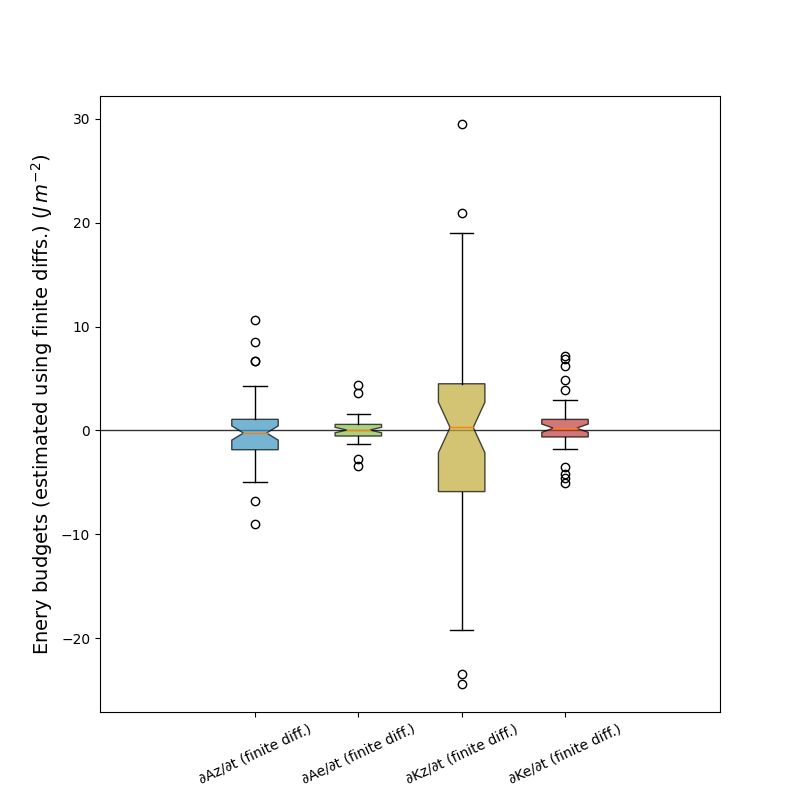 Enery budgets (estimated using finite diffs.) (J m⁻²)
30
20
10
0
−10
−20
∂Az/∂t (finite diff.)
∂Ae/∂t (finite diff.)
∂Kz/∂t (finite diff.)
∂Ke/∂t (finite diff.)